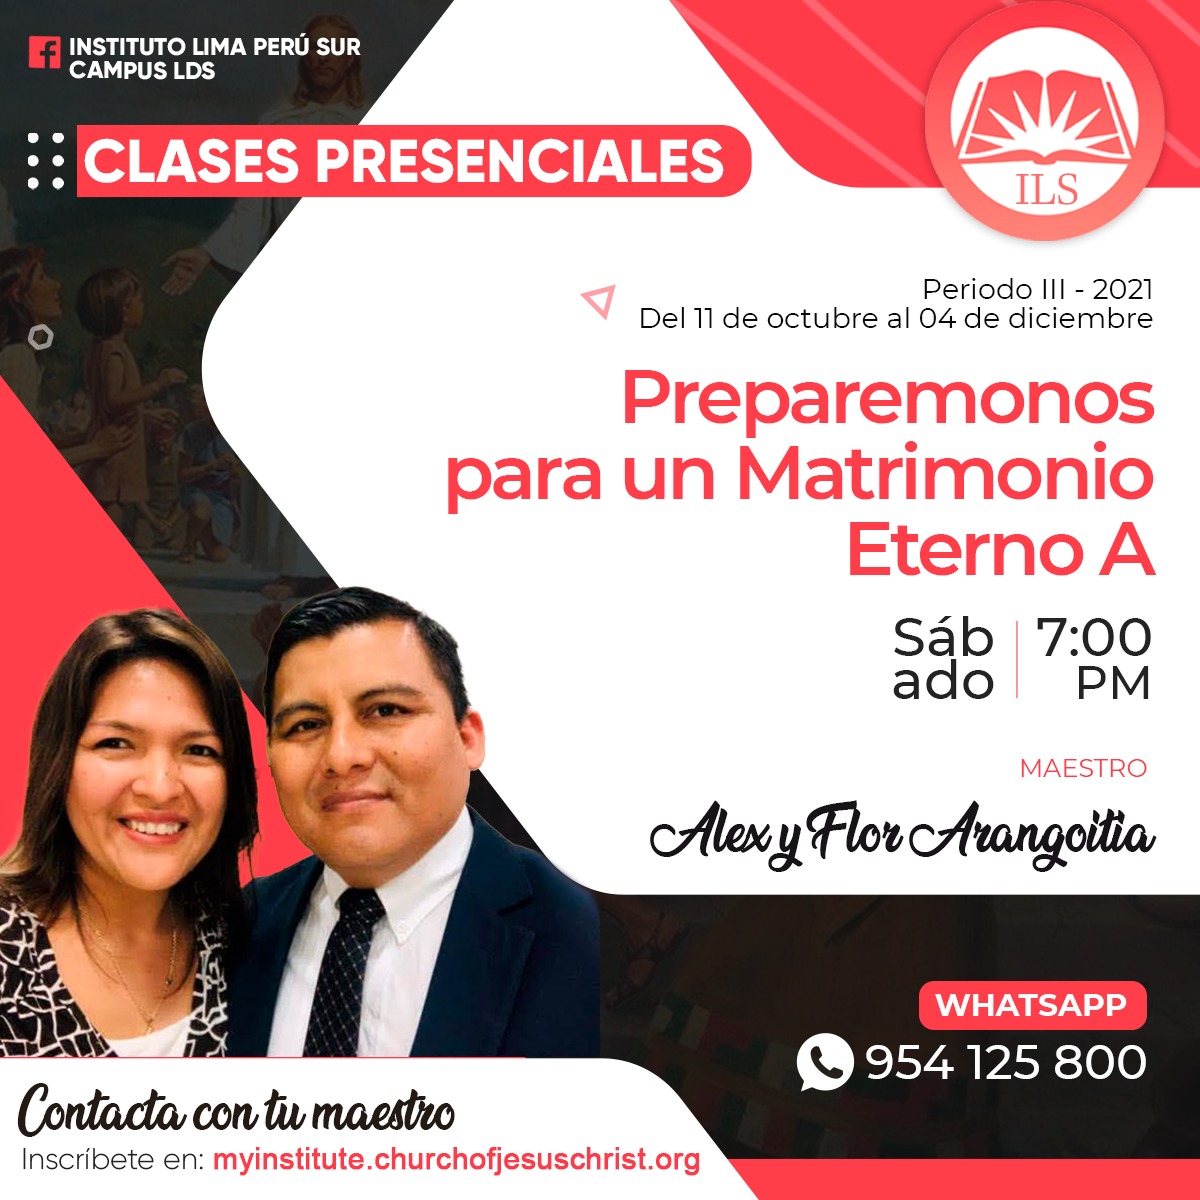 INSTITUTO LIMA PERÚ SUR
CAMPUS LDS
CLASES PRESENCIALES
ILS
Periodo III - 2021
Del 11 de octubre al 04 de diciembre
Preparemonos
para un Matrimonio
Eterno A
Sáb
ado
7:00
PM
MAESTRO
Alex y Flor Arangoitia
WHATSAPP
954 125 800
Contacta con tu maestro
Inscríbete en: myinstitute.churchofjesuschrist.org